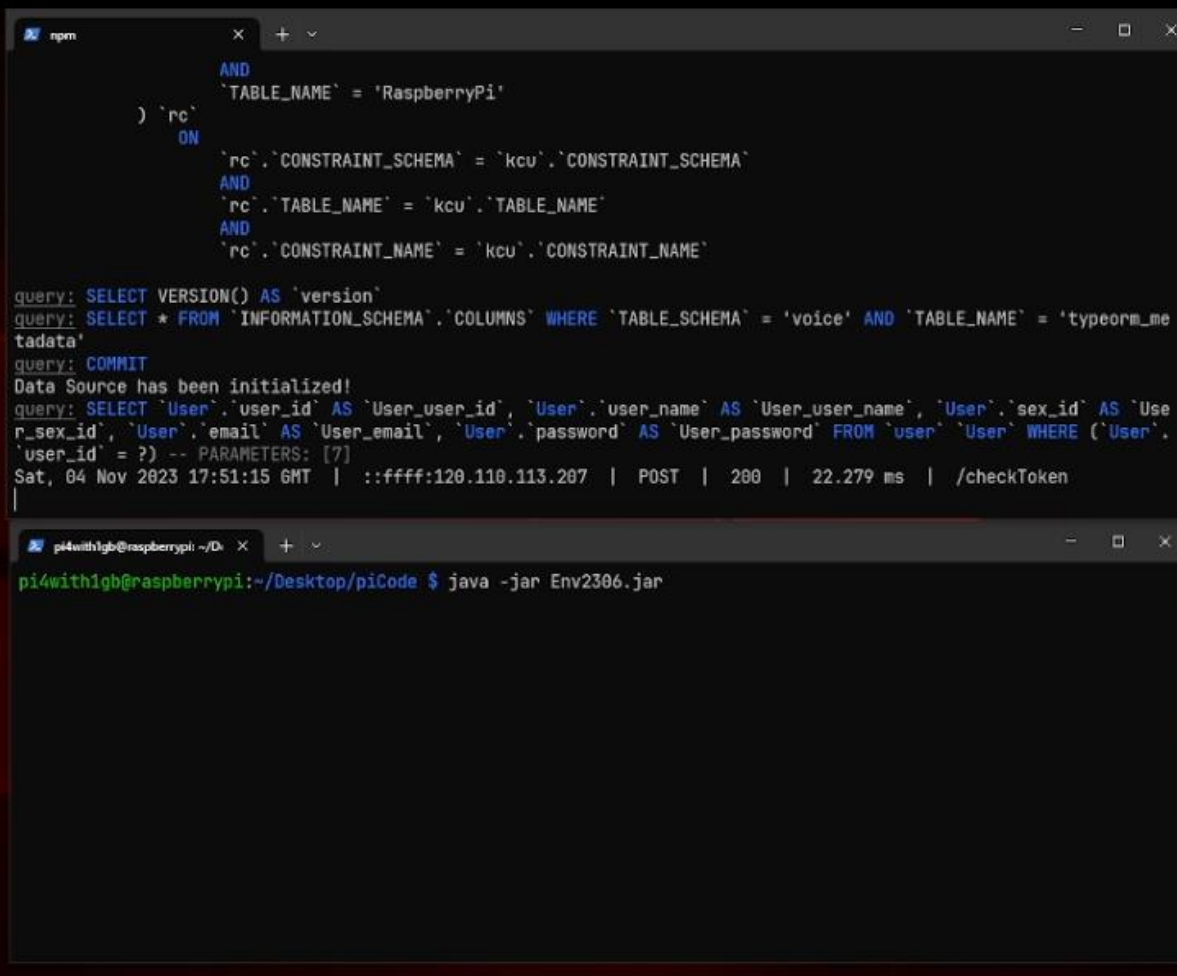 npm
AND
`TABLE_NAME` = 'RaspberryPi'
) `rc`
ON
`rc`.`CONSTRAINT_SCHEMA` = `kcu`.`CONSTRAINT_SCHEMA`
AND
`rc`.`TABLE_NAME` = `kcu`.`TABLE_NAME`
AND
`rc`.`CONSTRAINT_NAME` = `kcu`.`CONSTRAINT_NAME`
query: SELECT VERSION() AS `version`
query: SELECT * FROM `INFORMATION_SCHEMA`.`COLUMNS` WHERE `TABLE_SCHEMA` = 'voice' AND `TABLE_NAME` = 'typeorm_me
tadata'
query: COMMIT
Data Source has been initialized!
query: SELECT `User`.`user_id` AS `User_user_id`, `User`.`user_name` AS `User_user_name`, `User`.`sex_id` AS `Use
r_sex_id`, `User`.`email` AS `User_email`, `User`.`password` AS `User_password` FROM `user` `User` WHERE (`User`.
`user_id` = ?) -- PARAMETERS: [7]
Sat, 04 Nov 2023 17:51:15 GMT | ::ffff:120.110.113.207 | POST | 200 | 22.279 ms | /checkToken
pi4with1gb@raspberrypi: ~/De
pi4with1gb@raspberrypi:~/Desktop/piCode $ java -jar Env2306.jar